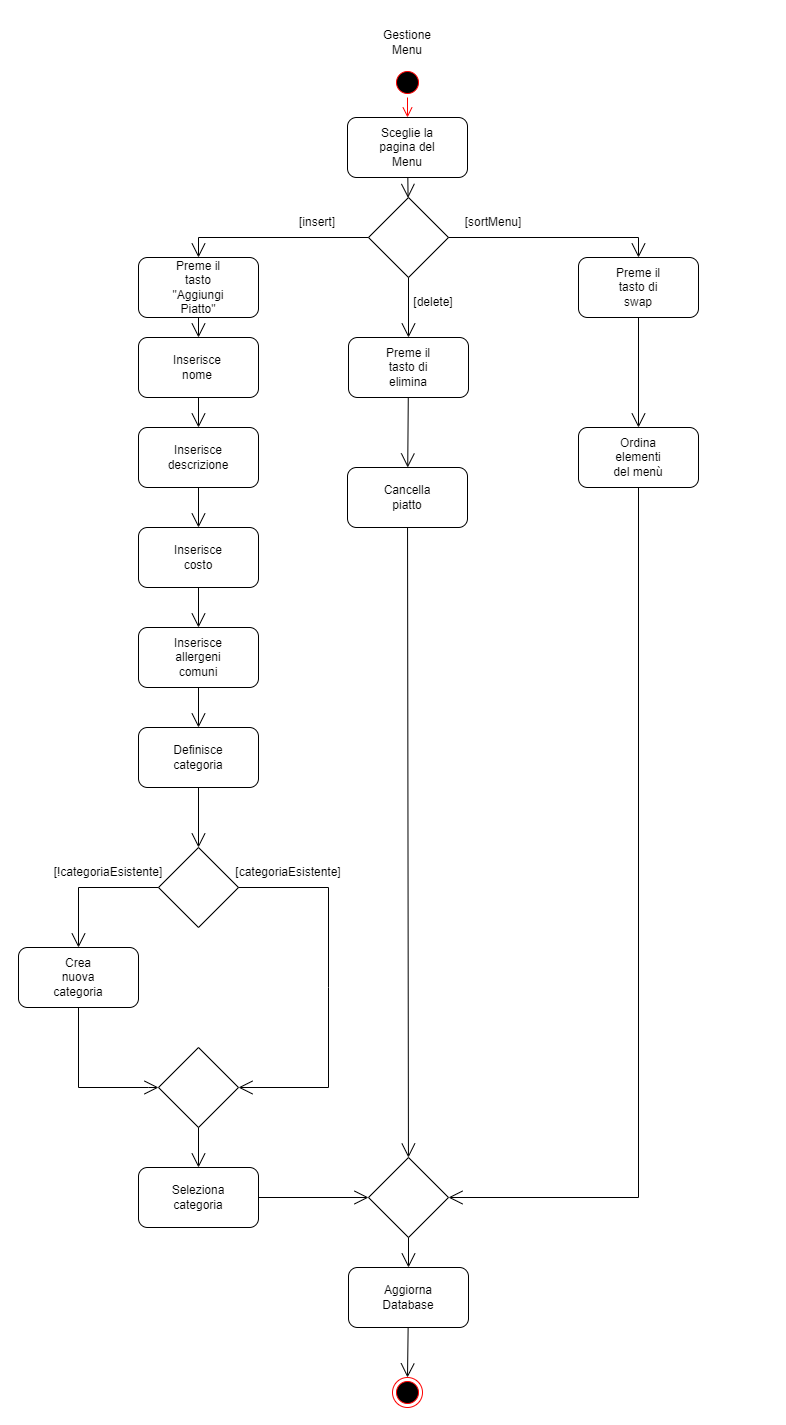 Gestione
Menu
Sceglie la
pagina del
Menu
[insert]
[sortMenu]
[delete]
Preme il
tasto
"Aggiungi
Piatto"
Preme il
tasto di
swap
Inserisce
nome
Preme il
tasto di
elimina
Inserisce
descrizione
Ordina
elementi
del menù
Cancella
piatto
Inserisce
costo
Inserisce
allergeni
comuni
Definisce
categoria
[!categoriaEsistente]
[categoriaEsistente]
Crea
nuova
categoria
Seleziona
categoria
Aggiorna
Database